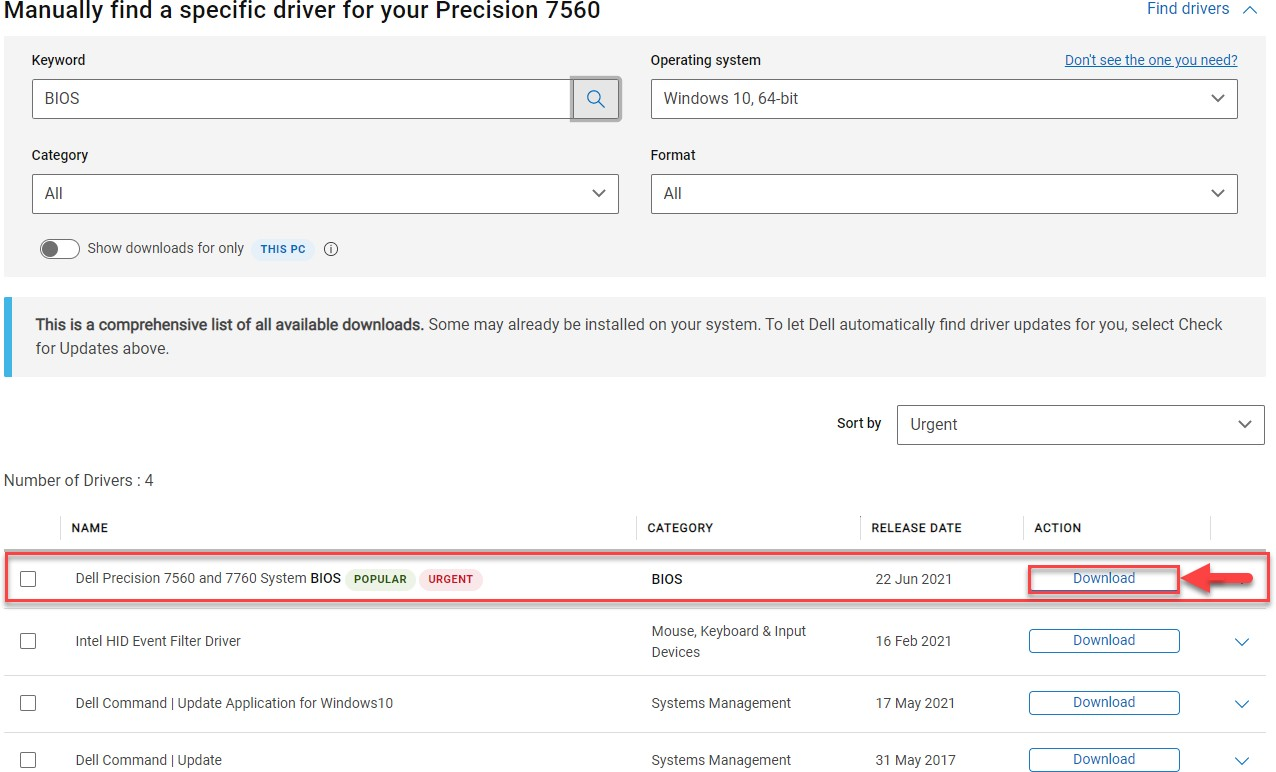 Manually find a specific driver for your Precision 7560
Find drivers
Keyword
Operating system
Don't see the one you need?
BIOS
Windows 10, 64-bit
Category
Format
All
All
Show downloads for only THIS PC
This is a comprehensive list of all available downloads. Some may already be installed on your system. To let Dell automatically find driver updates for you, select Check
for Updates above.
Sort by
Urgent
Number of Drivers : 4
NAME CATEGORY RELEASE DATE ACTION
Dell Precision 7560 and 7760 System BIOS POPULAR URGENT BIOS 22 Jun 2021 Download
Intel HID Event Filter Driver Mouse, Keyboard & Input
Devices 16 Feb 2021 Download
Dell Command | Update Application for Windows10 Systems Management 17 May 2021 Download
Dell Command | Update Systems Management 31 May 2017 Download